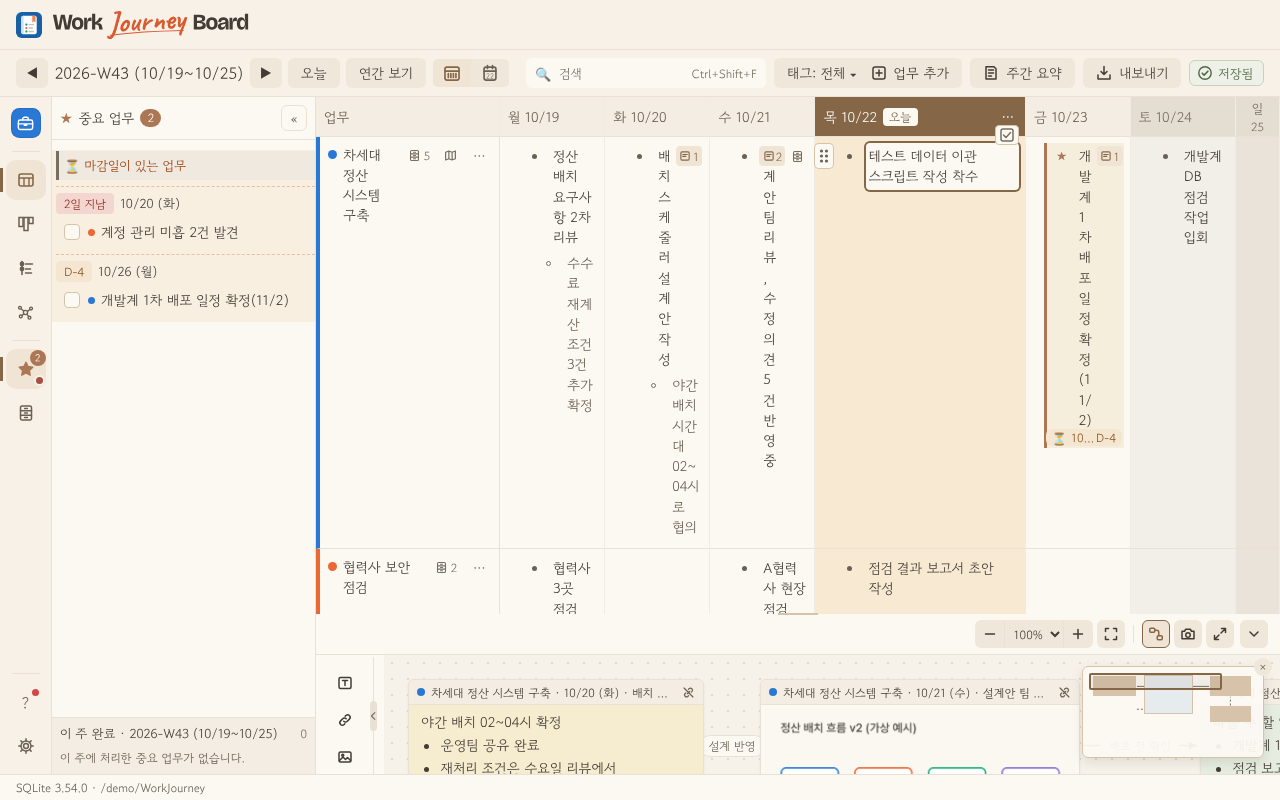 Work Journey Board
2026-W43 (10/19~10/25)
오늘
연간 보기
검색
Ctrl+Shift+F
태그: 전체
업무 추가
주간 요약
내보내기
저장됨
★ 중요 업무 2
«
업무
월 10/19
화 10/20
수 10/21
목 10/22 오늘
...
금 10/23
토 10/24
일
25
마감일이 있는 업무
2일 지남 10/20 (화)
계정 관리 미흡 2건 발견
D-4 10/26 (월)
개발계 1차 배포 일정 확정(11/2)
차세대
정산
시스템
구축
5
...
정산
배치
요구사
항 2차
리뷰
수수
료
재계
산
조건
3건
추가
확정
배
치
스
케
줄
러
설
계
안
작
성
1
야간
배치
시간
대
02~
04시
로
협의
2
계
안
팀
리
뷰
,
수
정
의
견
5
건
반
영
중
테스트 데이터 이관
스크립트 작성 착수
★ 개
발
계
1
차
배
포
일
정
확
정
(1
1/
2)
1
10... D-4
개발계
DB
점검
작업
입회
협력사 보안
점검
2
...
협력사
3곳
점검
A협력
사 현장
점검
점검 결과 보고서 초안
작성
2
100%
차세대 정산 시스템 구축 · 10/20 (화) · 배치 ...
야간 배치 02~04시 확정
운영팀 공유 완료
재처리 조건은 수요일 리뷰에서
설계 반영
차세대 정산 시스템 구축 · 10/21 (수) · 설계안 팀 ...
정산 배치 흐름 v2 (가상 예시)
×
점검 보고
이 주 완료 · 2026-W43 (10/19~10/25) 0
이 주에 처리한 중요 업무가 없습니다.
?
SQLite 3.54.0 · /demo/WorkJourney